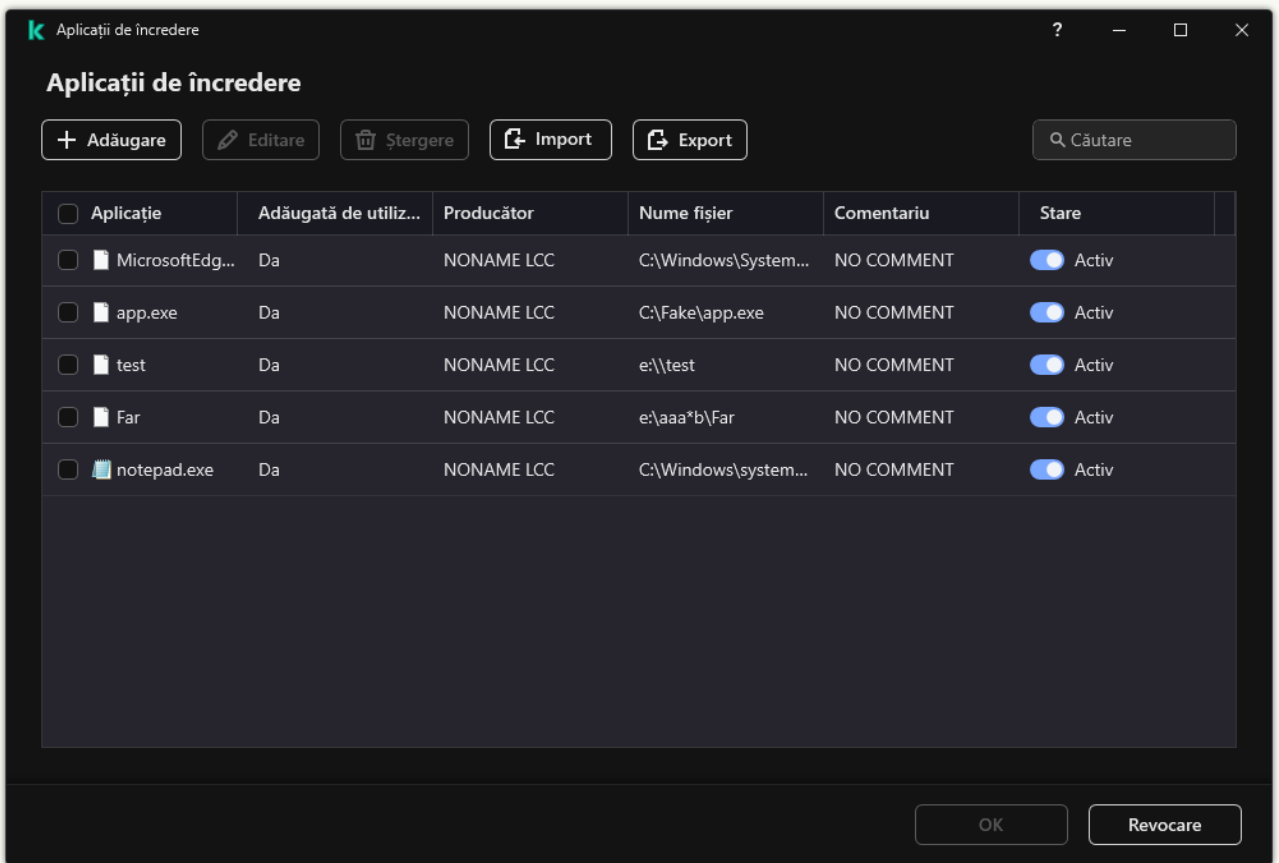 Aplicații de încredere
?
Aplicații de încredere
Adăugare Editare Ștergere Import Export Căutare
Aplicație Adăugată de utiliz... Producător Nume fișier Comentariu Stare
MicrosoftEdg... Da NONAME LCC C:\Windows\System... NO COMMENT Activ
app.exe Da NONAME LCC C:\Fake\app.exe NO COMMENT Activ
test Da NONAME LCC e:\\test NO COMMENT Activ
Far Da NONAME LCC e:\aaa*b\Far NO COMMENT Activ
notepad.exe Da NONAME LCC C:\Windows\system... NO COMMENT Activ
OK Revocare